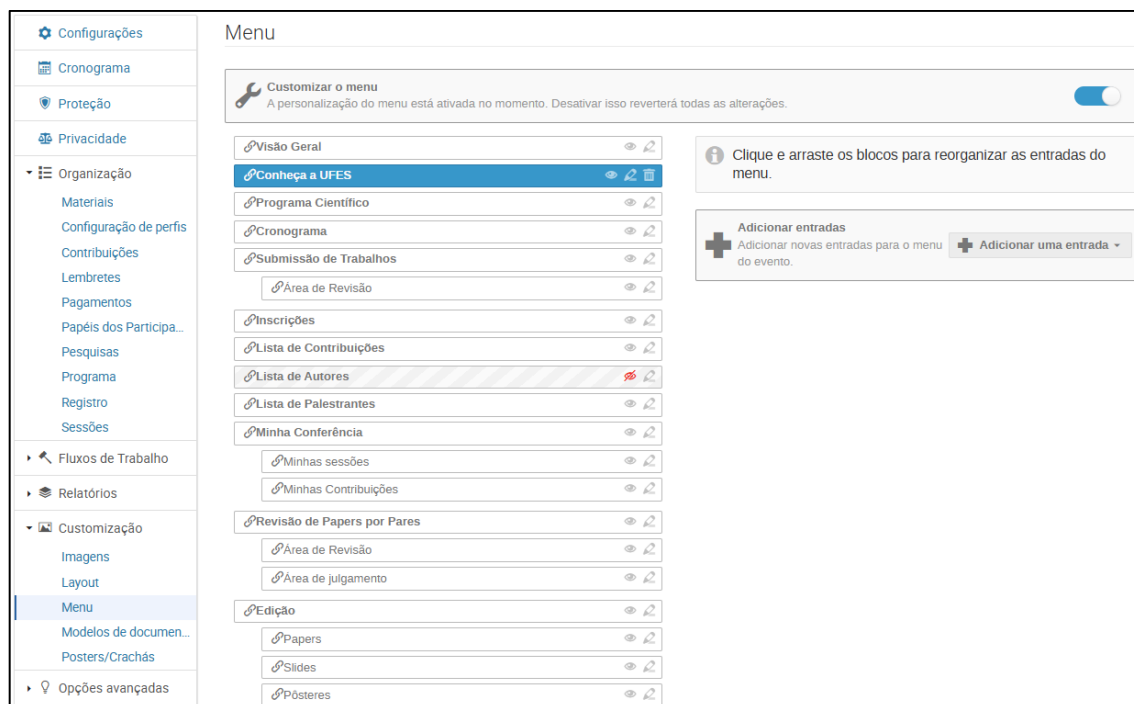 Configurações
Cronograma
Proteção
Privacidade
Organização
Materiais
Configuração de perfis
Contribuições
Lembretes
Pagamentos
Papéis dos Participa...
Pesquisas
Programa
Registro
Sessões
Fluxos de Trabalho
Relatórios
Customização
Imagens
Layout
Menu
Modelos de documen...
Posters/Crachás
Opções avançadas
Menu
Customizar o menu
A personalização do menu está ativada no momento. Desativar isso reverterá todas as alterações.
Visão Geral
Conheça a UFES
Programa Científico
Cronograma
Submissão de Trabalhos
Área de Revisão
Inscrições
Lista de Contribuições
Lista de Autores
Lista de Palestrantes
Minha Conferência
Minhas sessões
Minhas Contribuições
Revisão de Papers por Pares
Área de Revisão
Área de julgamento
Edição
Papers
Slides
Pôsteres
Clique e arraste os blocos para reorganizar as entradas do
menu.
Adicionar entradas
Adicionar novas entradas para o menu
do evento.
Adicionar uma entrada